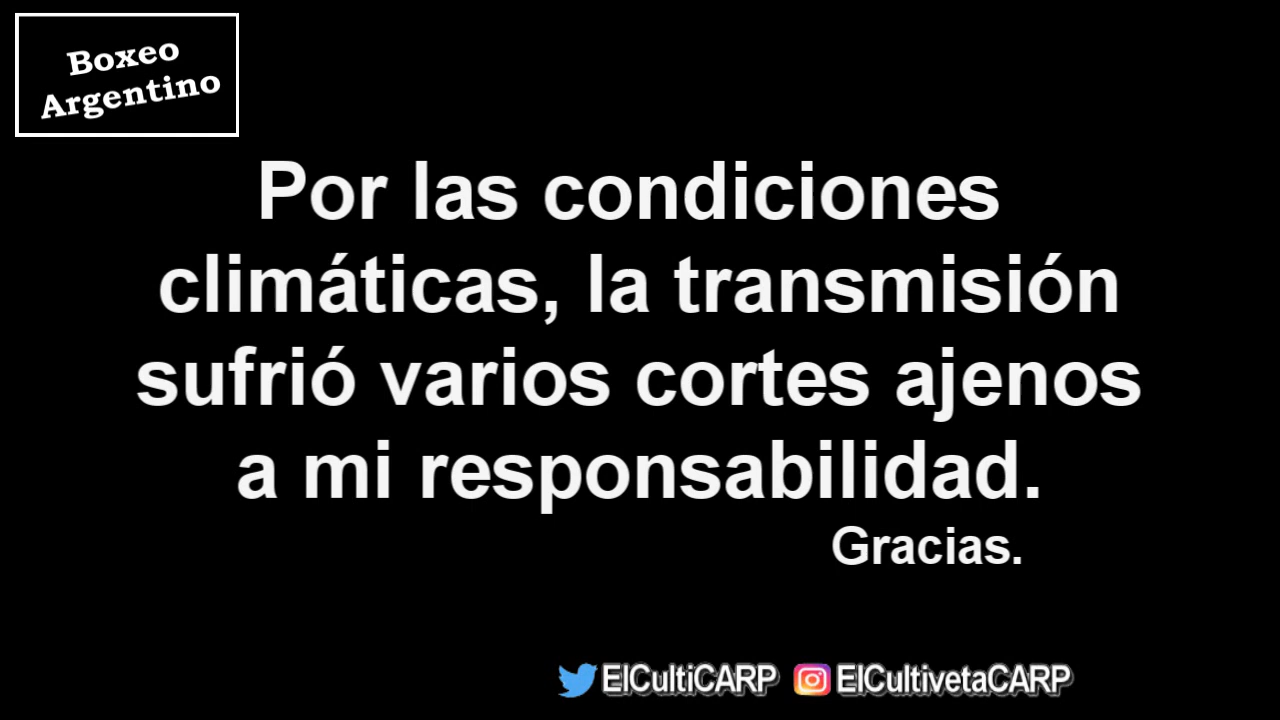 Boxeo
Argentino
Por las condiciones
climáticas, la transmisión
sufrió varios cortes ajenos
a mi responsabilidad.
Gracias.
ElCultiCARP ElCultivetaCARP